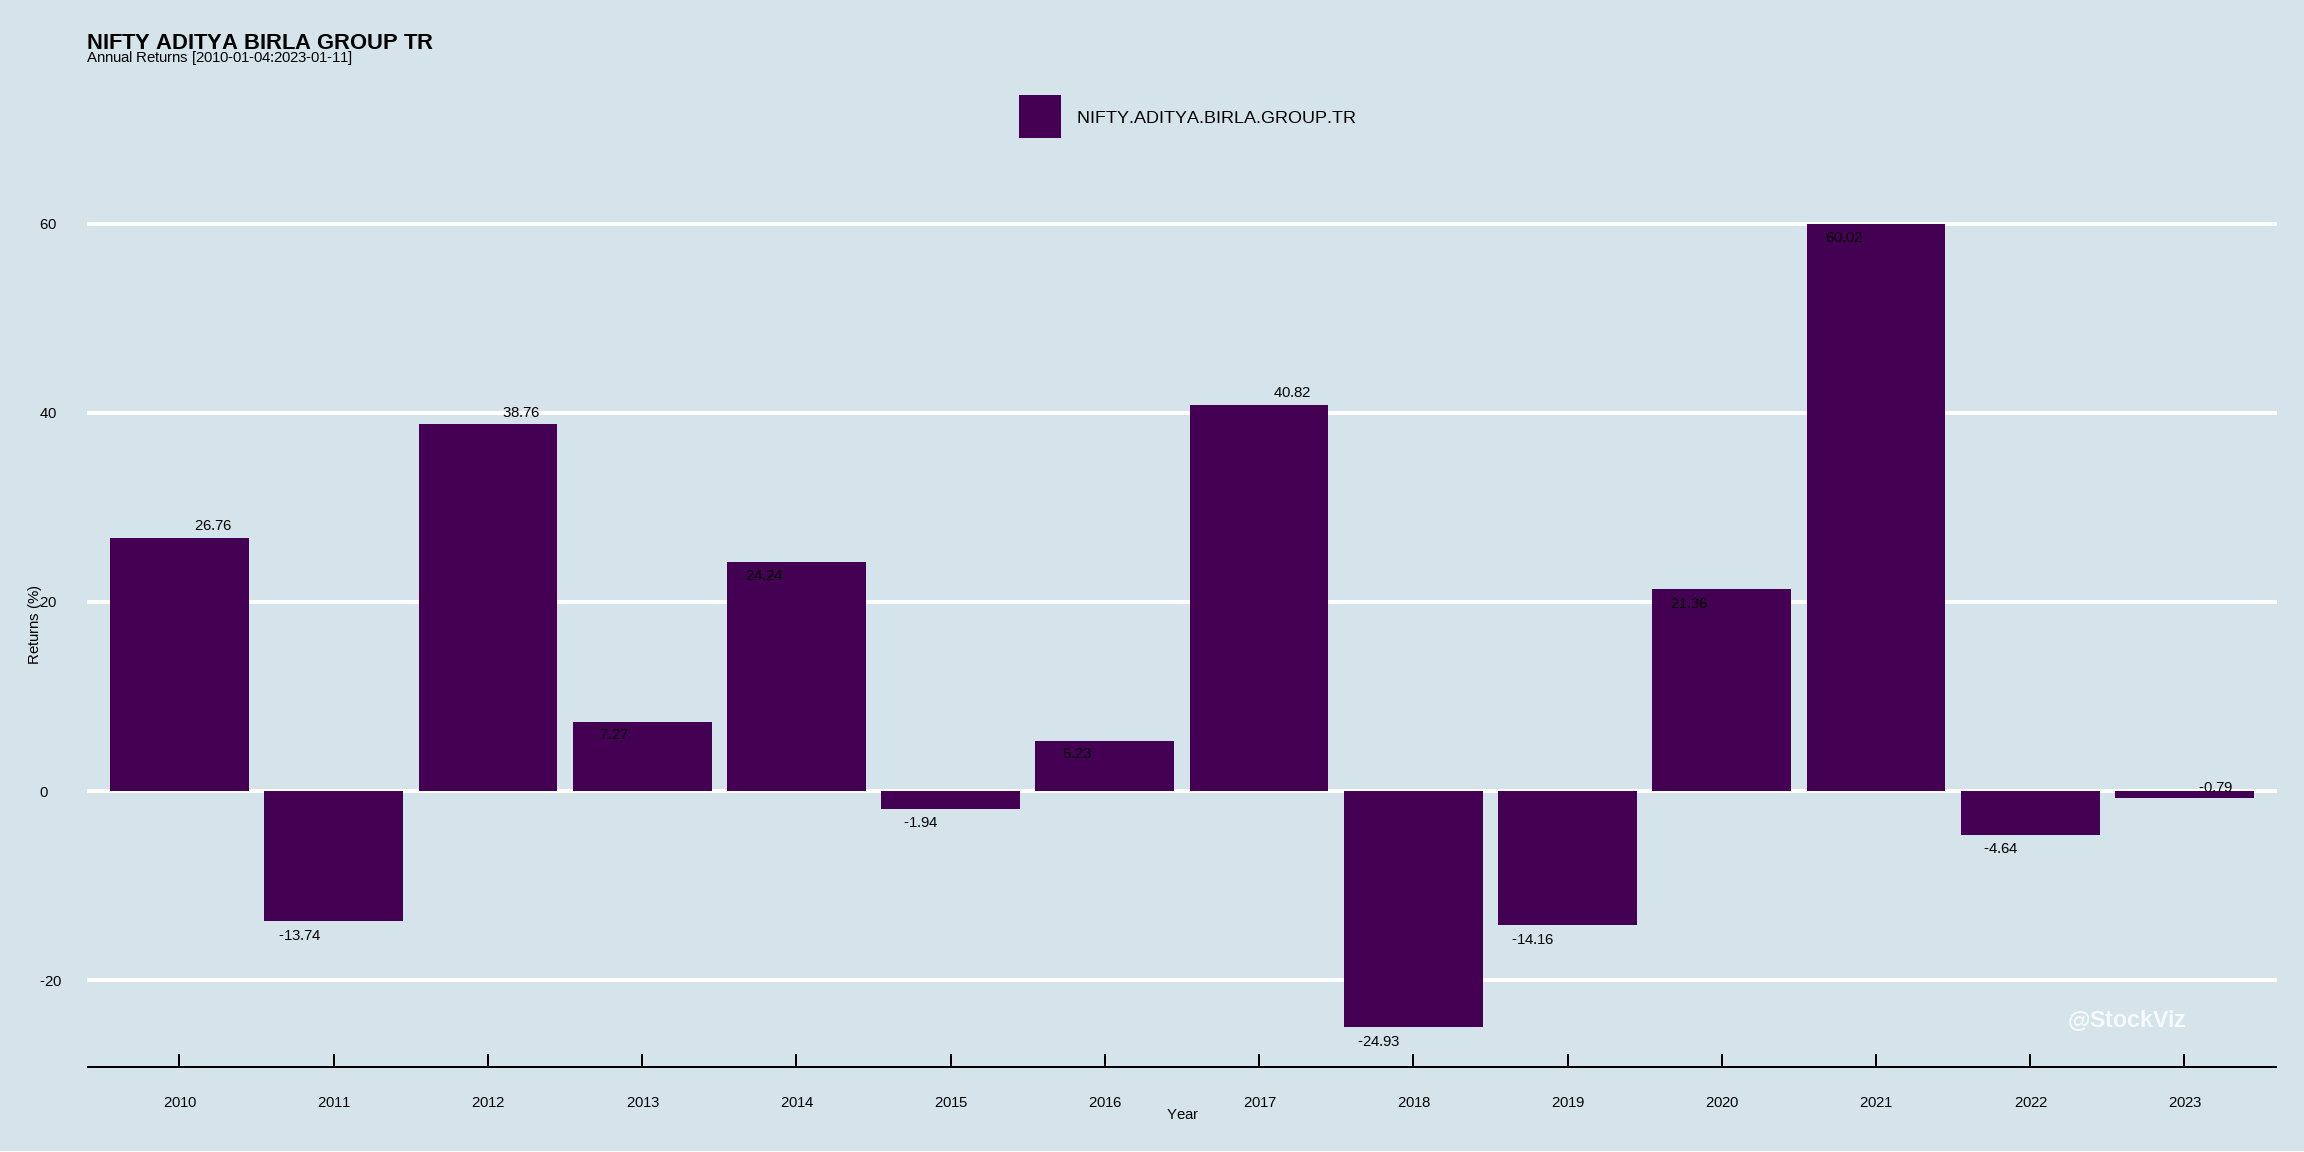 NIFTY ADITYA BIRLA GROUP TR
Annual Returns [2010-01-04:2023-01-11]
NIFTY.ADITYA.BIRLA.GROUP.TR
60
40
20
0
-20
Returns (%)
26.76
-13.74
38.76
7.27
24.24
-1.94
5.23
40.82
-24.93
-14.16
21.36
60.02
-4.64
-0.79
@StockViz
2010 2011 2012 2013 2014 2015 2016 2017 2018 2019 2020 2021 2022 2023
Year